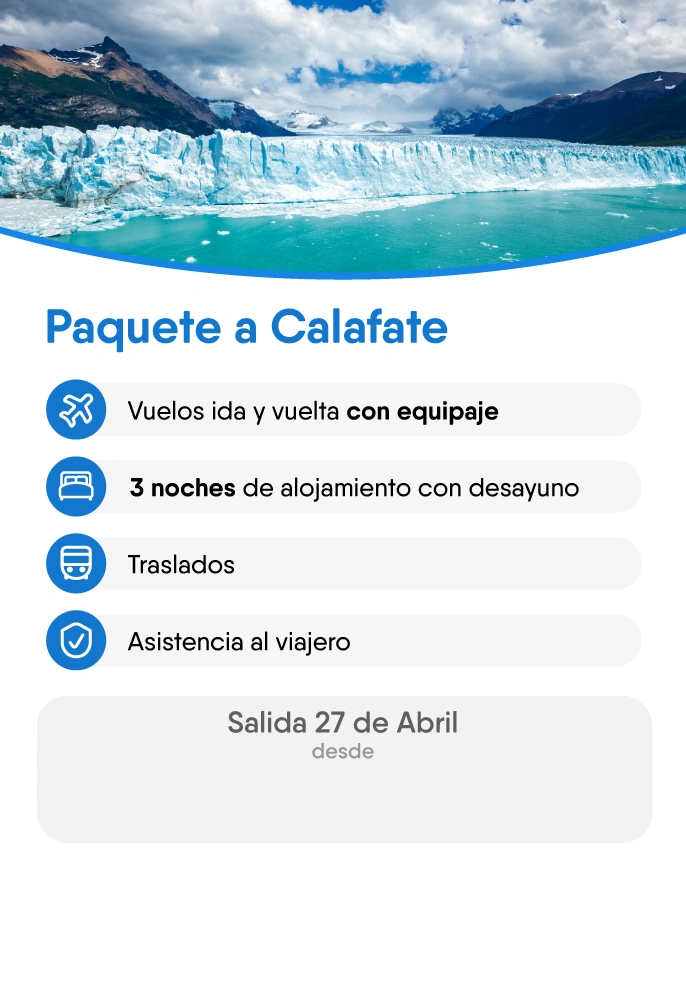 Paquete a Calafate
Vuelos ida y vuelta con equipaje
3 noches de alojamiento con desayuno
Traslados
Asistencia al viajero
Salida 27 de Abril
desde